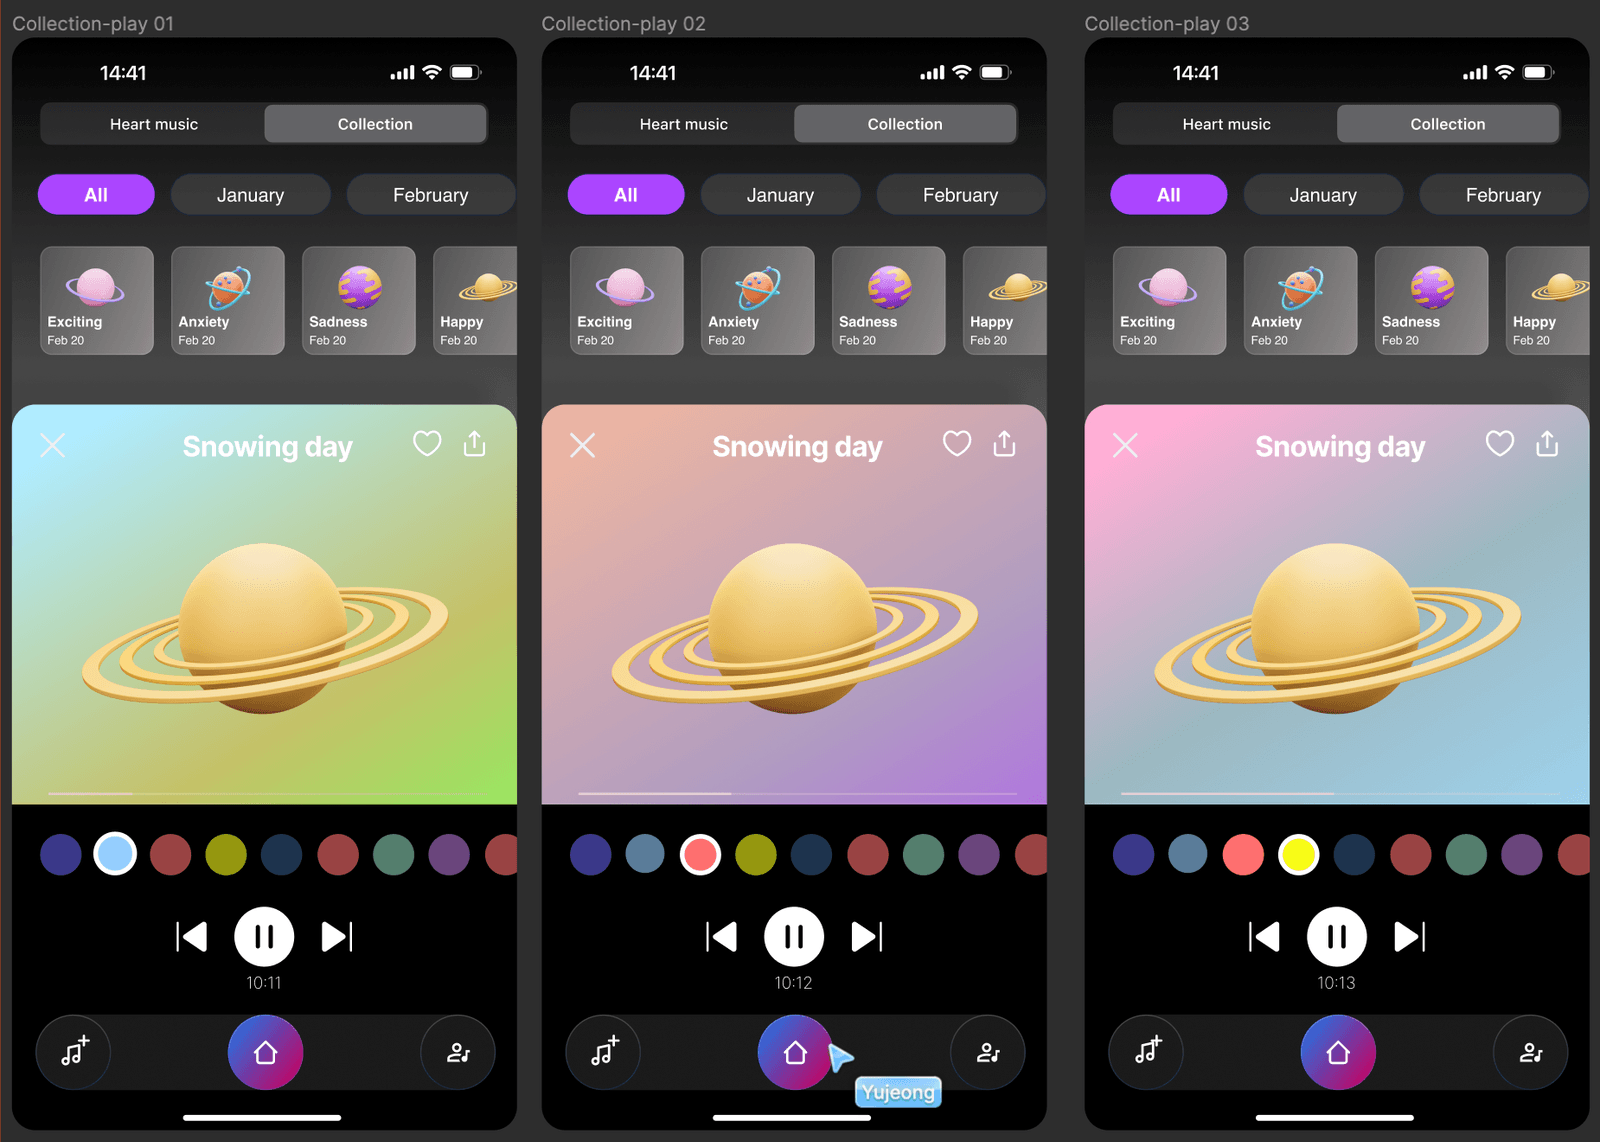 Collection-play 01
14:41
Heart music
Collection
All
January
February
Exciting
Feb 20
Anxiety
Feb 20
Sadness
Feb 20
Happy
Feb 20
Snowing day
10:11
Collection-play 02
14:41
Heart music
Collection
All
January
February
Exciting
Feb 20
Anxiety
Feb 20
Sadness
Feb 20
Happy
Feb 20
Snowing day
10:12
Yujeong
Collection-play 03
14:41
Heart music
Collection
All
January
February
Exciting
Feb 20
Anxiety
Feb 20
Sadness
Feb 20
Happy
Feb 20
Snowing day
10:13